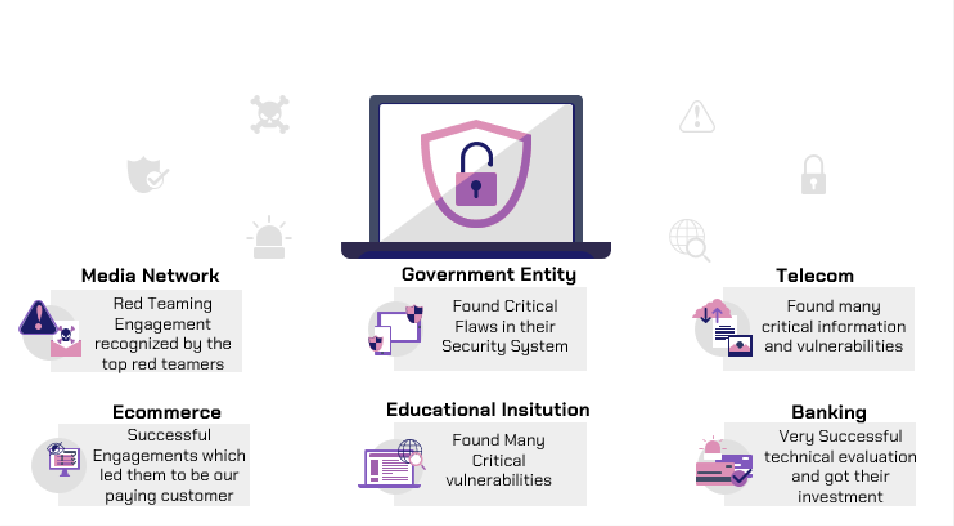 Media Network
Red Teaming
Engagement
recognized by the
top red teamers
Government Entity
Found Critical
Flaws in their
Security System
Telecom
Found many
critical information
and vulnerabilities
Ecommerce
Successful
Engagements which
led them to be our
paying customer
Educational Insitution
Found Many
Critical
vulnerabilities
Banking
Very Successful
technical evaluation
and got their
investment